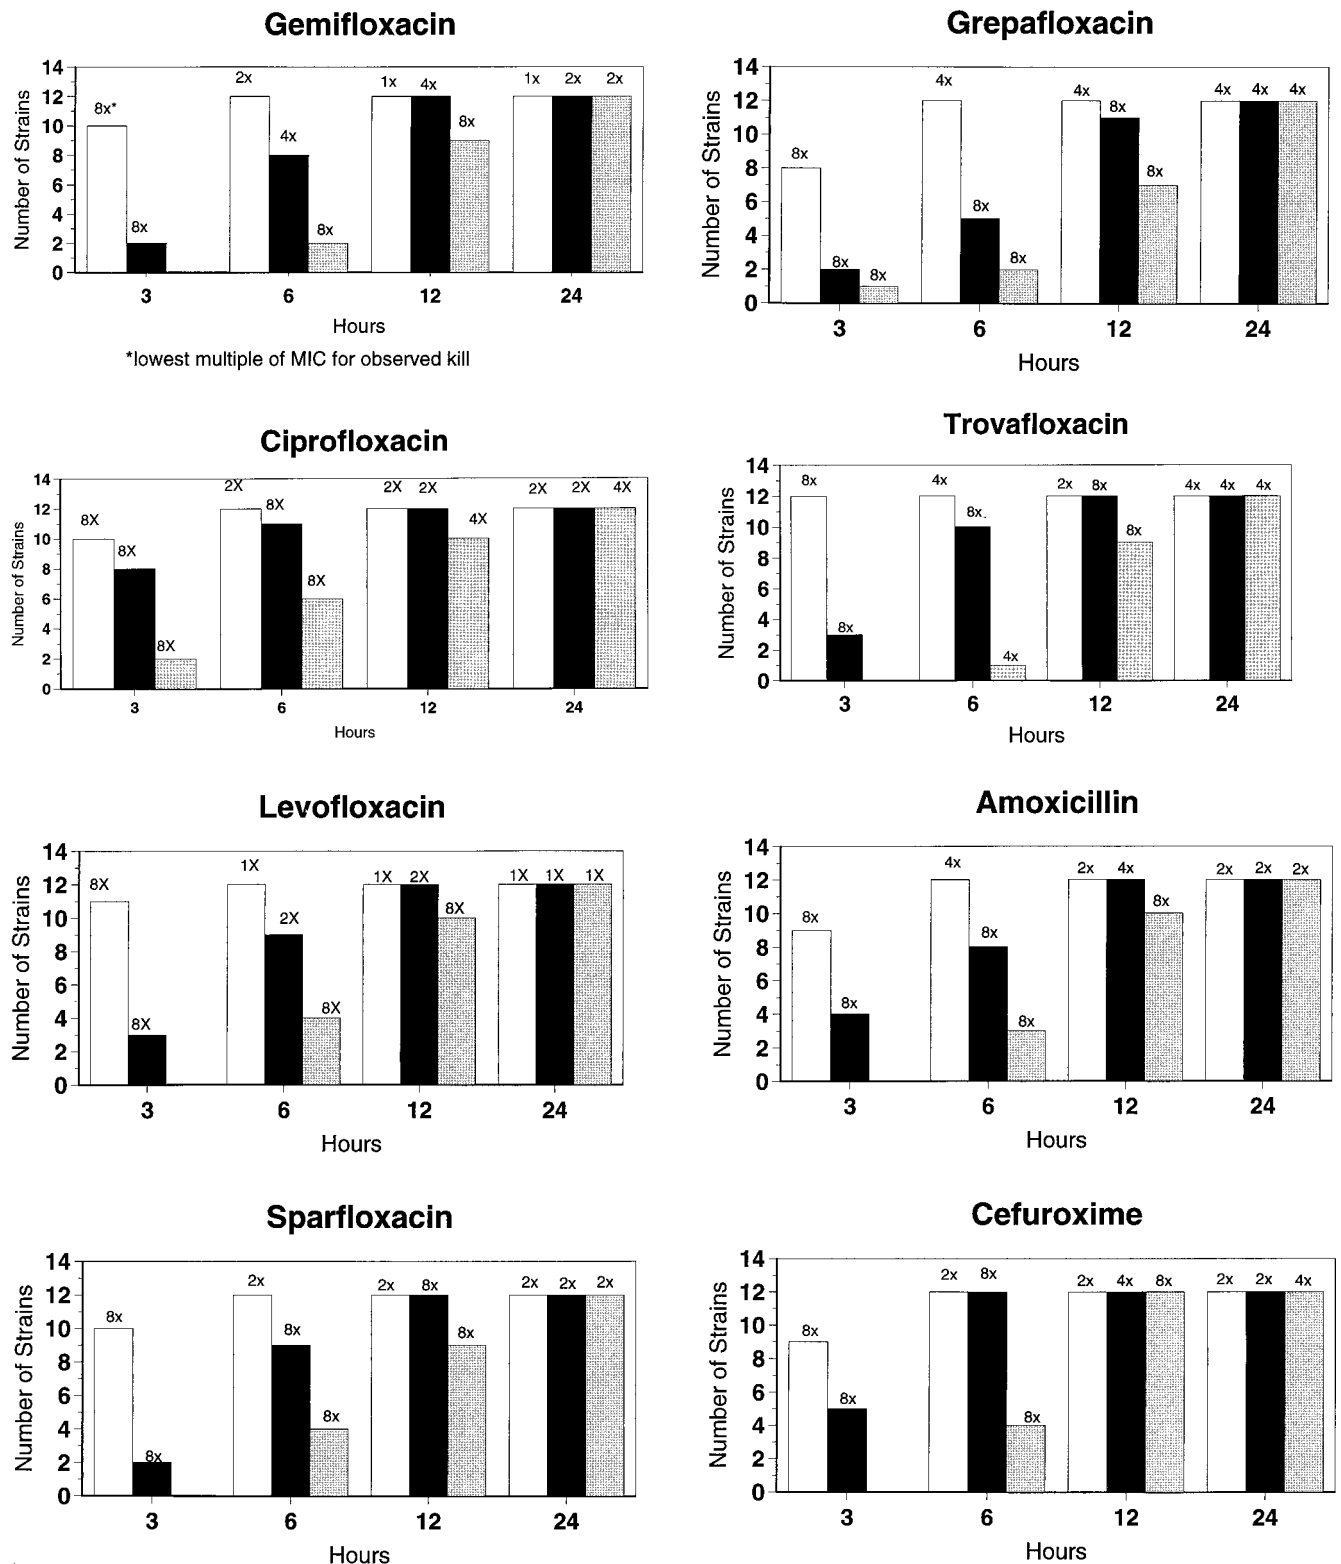 Gemifloxacin
14
12
10
8
6
4
2
0
Number of Strains
8x*
8x
2x
4x
8x
1x
4x
8x
1x
2x
2x
3 6 12 24
Hours
*lowest multiple of MIC for observed kill
Grepafloxacin
14
12
10
8
6
4
2
0
Number of Strains
8x
8x
8x
4x
8x
8x
4x
8x
8x
4x
4x
4x
3 6 12 24
Hours
Ciprofloxacin
14
12
10
8
6
4
2
0
Number of Strains
8X
8X
8X
2X
8X
8X
2X
2X
4X
2X
2X
4X
3 6 12 24
Hours
Trovafloxacin
14
12
10
8
6
4
2
0
Number of Strains
8x
8x
4x
8x.
4x
2x
8x
8x
4x
4x
4x
3 6 12 24
Hours
Levofloxacin
14
12
10
8
6
4
2
0
Number of Strains
8X
8X
1X
2X
8X
1X
2X
8X
1X
1X
1X
3 6 12 24
Hours
Amoxicillin
14
12
10
8
6
4
2
0
Number of Strains
8x
8x
4x
8x
8x
2x
4x
8x
2x
2x
2x
3 6 12 24
Hours
Sparfloxacin
14
12
10
8
6
4
2
0
Number of Strains
8x
8x
2x
8x
8x
2x
8x
8x
2x
2x
2x
3 6 12 24
Hours
Cefuroxime
14
12
10
8
6
4
2
0
Number of Strains
8x
8x
2x
8x
8x
2x
4x
8x
2x
2x
4x
3 6 12 24
Hours